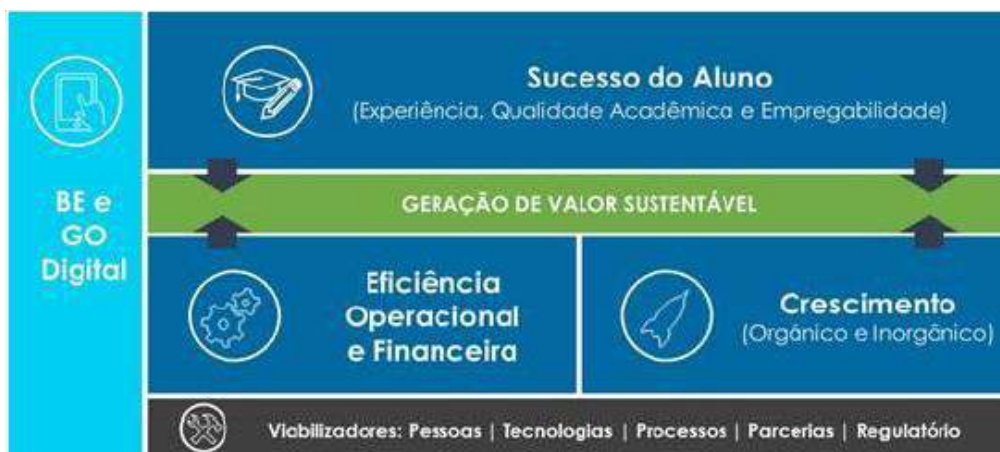 BE e
GO
Digital
Sucesso do Aluno
(Experiência, Qualidade Acadêmica e Empregabilidade)
GERAÇÃO DE VALOR SUSTENTÁVEL
Eficiência
Operacional
e Financeira
Crescimento
(Orgânico e Inorgânico)
Viabilizadores: Pessoas | Tecnologias | Processos | Parcerias | Regulatório